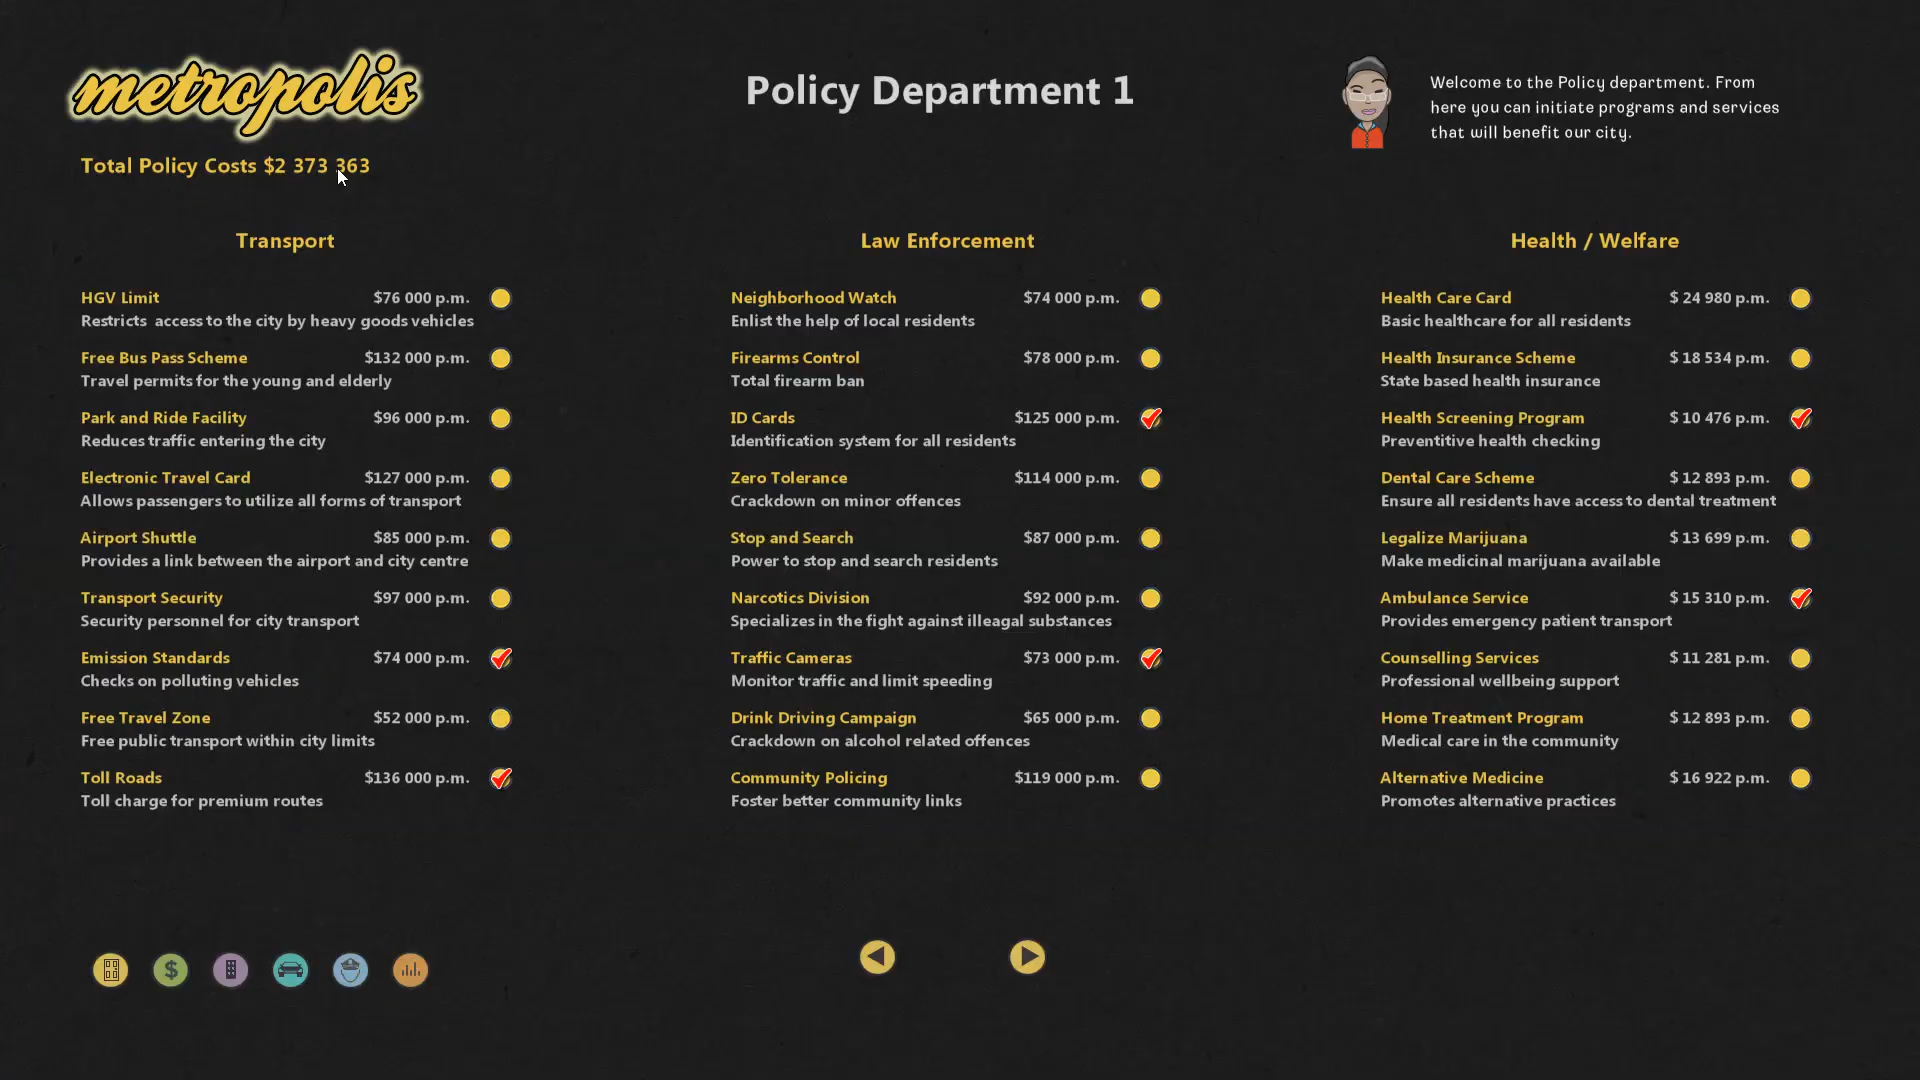 metropolis
Policy Department 1
Welcome to the Policy department. From
here you can initiate programs and services
that will benefit our city.
Total Policy Costs $2 373 363
Transport
HGV Limit $76 000 p.m.
Restricts access to the city by heavy goods vehicles
Free Bus Pass Scheme $132 000 p.m.
Travel permits for the young and elderly
Park and Ride Facility $96 000 p.m.
Reduces traffic entering the city
Electronic Travel Card $127 000 p.m.
Allows passengers to utilize all forms of transport
Airport Shuttle $85 000 p.m.
Provides a link between the airport and city centre
Transport Security $97 000 p.m.
Security personnel for city transport
Emission Standards $74 000 p.m.
Checks on polluting vehicles
Free Travel Zone $52 000 p.m.
Free public transport within city limits
Toll Roads $136 000 p.m.
Toll charge for premium routes
Law Enforcement
Neighborhood Watch $74 000 p.m.
Enlist the help of local residents
Firearms Control $78 000 p.m.
Total firearm ban
ID Cards $125 000 p.m.
Identification system for all residents
Zero Tolerance $114 000 p.m.
Crackdown on minor offences
Stop and Search $87 000 p.m.
Power to stop and search residents
Narcotics Division $92 000 p.m.
Specializes in the fight against illeagal substances
Traffic Cameras $73 000 p.m.
Monitor traffic and limit speeding
Drink Driving Campaign $65 000 p.m.
Crackdown on alcohol related offences
Community Policing $119 000 p.m.
Foster better community links
Health / Welfare
Health Care Card $ 24 980 p.m.
Basic healthcare for all residents
Health Insurance Scheme $ 18 534 p.m.
State based health insurance
Health Screening Program $ 10 476 p.m.
Preventitive health checking
Dental Care Scheme $ 12 893 p.m.
Ensure all residents have access to dental treatment
Legalize Marijuana $ 13 699 p.m.
Make medicinal marijuana available
Ambulance Service $ 15 310 p.m.
Provides emergency patient transport
Counselling Services $ 11 281 p.m.
Professional wellbeing support
Home Treatment Program $ 12 893 p.m.
Medical care in the community
Alternative Medicine $ 16 922 p.m.
Promotes alternative practices
$